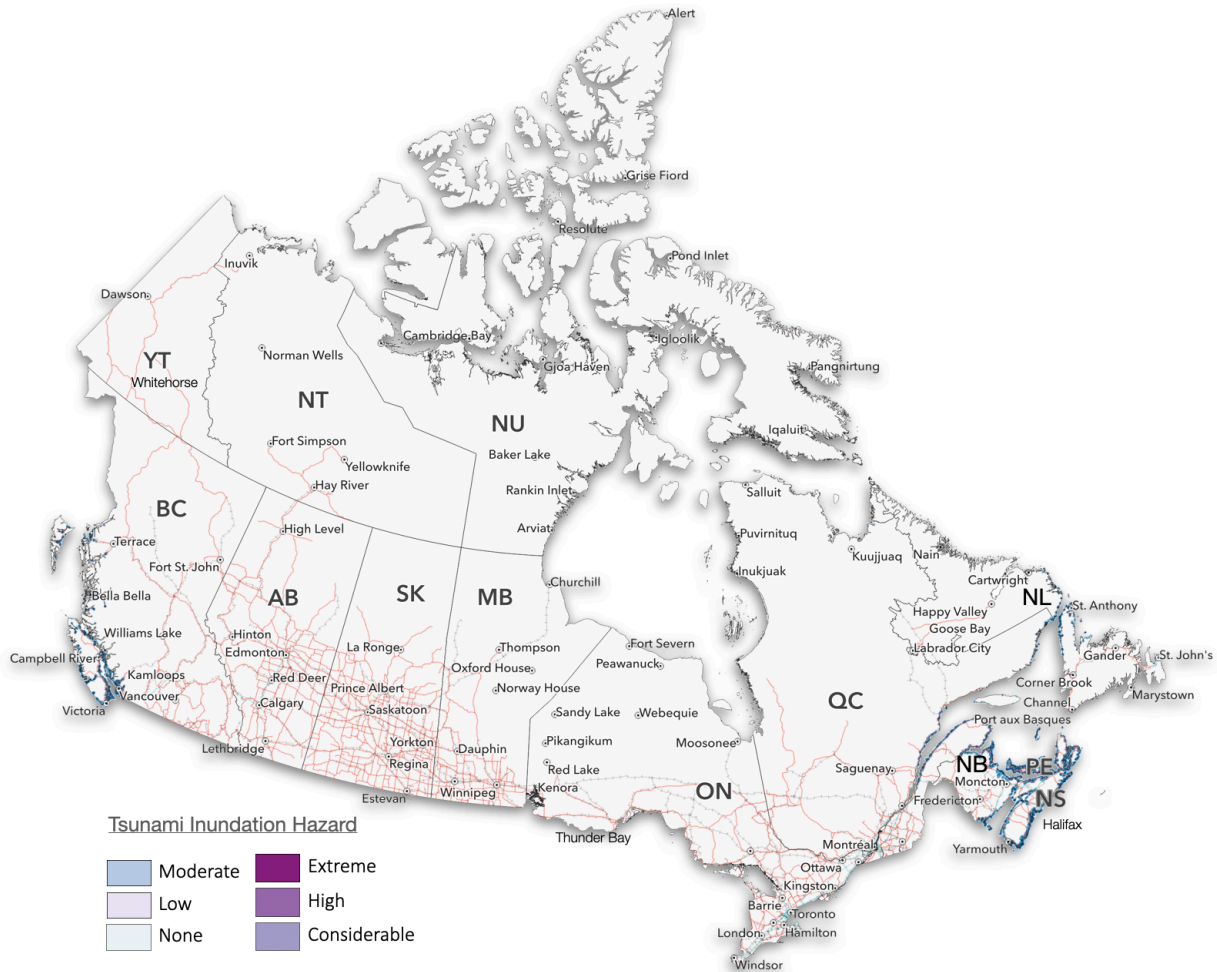 Alert
Grise Fiord
Resolute
Pond Inlet
Inuvik
Dawson
Cambridge Bay
Igloolik
Norman Wells
Gjoa Haven
Pangnirtung
YT
Whitehorse
NT
NU
Iqaluit
Fort Simpson
Baker Lake
Yellowknife
Hay River
Rankin Inlet
Salluit
BC
High Level
Arviat
Puvirnituq
Terrace
Kuujjuaq
Nain
Fort St. John
Inukjuak
Churchill
Cartwright
Bella Bella
AB
SK
MB
NL
St. Anthony
Happy Valley
Goose Bay
Williams Lake
Hinton
La Ronge
Thompson
Fort Severn
Labrador City
Campbell River
Edmonton
Gander
St. John's
Peawanuck
Oxford House
Kamloops
Red Deer
Prince Albert
Norway House
Corner Brook
Marystown
Vancouver
Calgary
Saskatoon
QC
Channel
Port aux Basques
Victoria
Sandy Lake
Webequie
Lethbridge
Yorkton
Dauphin
Pikangikum
Moosonee
Regina
Red Lake
Saguenay
NB
PE
Moncton
Estevan
Winnipeg
Kenora
ON
Fredericton
NS
Halifax
Thunder Bay
Montréal
Yarmouth
Ottawa
Kingston
Barrie
Toronto
London
Hamilton
Windsor
Tsunami Inundation Hazard
Moderate
Extreme
Low
High
None
Considerable